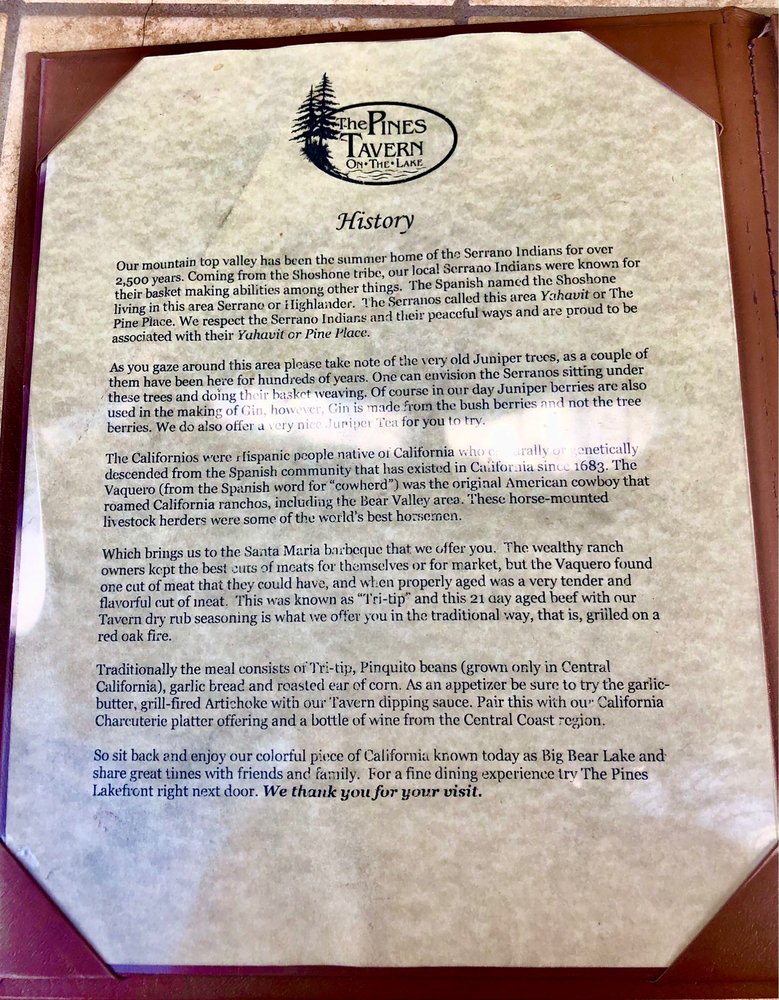 The PINES
TAVERN
ON•THE•LAKE
History
Our mountain top valley has been the summer home of the Serrano Indians for over
2,500 years. Coming from the Shoshone tribe, our local Serrano Indians were known for
their basket making abilities among other things. The Spanish named the Shoshone
living in this area Serrano or Highlander. The Serranos called this area Yahavit or The
Pine Place. We respect the Serrano Indians and their peaceful ways and are proud to be
associated with their Yuhavit or Pine Place.
As you gaze around this area please take note of the very old Juniper trees, as a couple of
them have been here for hundreds of years. One can envision the Serranos sitting under
these trees and doing their basket weaving. Of course in our day Juniper berries are also
used in the making of Gin, however, Gin is made from the bush berries and not the tree
berries. We do also offer a very nice Juniper Tea for you to try.
The Californios were Hispanic people native of California who culturally or genetically
descended from the Spanish community that has existed in California since 1683. The
Vaquero (from the Spanish word for "cowherd") was the original American cowboy that
roamed California ranchos, including the Bear Valley area. These horse-mounted
livestock herders were some of the world's best horsemen.
Which brings us to the Santa Maria barbeque that we offer you. The wealthy ranch
owners kept the best cuts of meats for themselves or for market, but the Vaquero found
one cut of meat that they could have, and when properly aged was a very tender and
flavorful cut of meat. This was known as "Tri-tip" and this 21 day aged beef with our
Tavern dry rub seasoning is what we offer you in the traditional way, that is, grilled on a
red oak fire.
Traditionally the meal consists of Tri-tip, Pinquito beans (grown only in Central
California), garlic bread and roasted ear of corn. As an appetizer be sure to try the garlic-
butter, grill-fired Artichoke with our Tavern dipping sauce. Pair this with our California
Charcuterie platter offering and a bottle of wine from the Central Coast region.
So sit back and enjoy our colorful piece of California known today as Big Bear Lake and
share great times with friends and family. For a fine dining experience try The Pines
Lakefront right next door. We thank you for your visit.